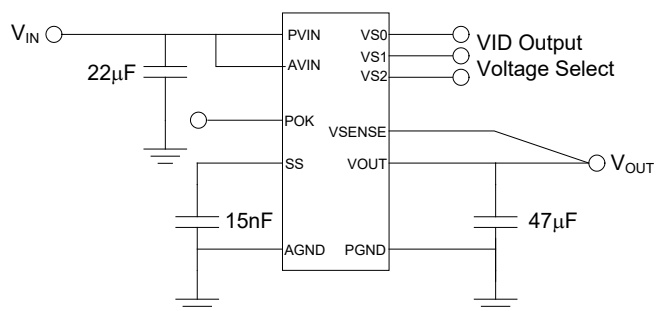 VIN
PVIN
VS0
VID Output
Voltage Select
AVIN
VS1
VS2
22μF
POK
VSENSE
SS
VOUT
VOUT
15nF
47μF
AGND
PGND